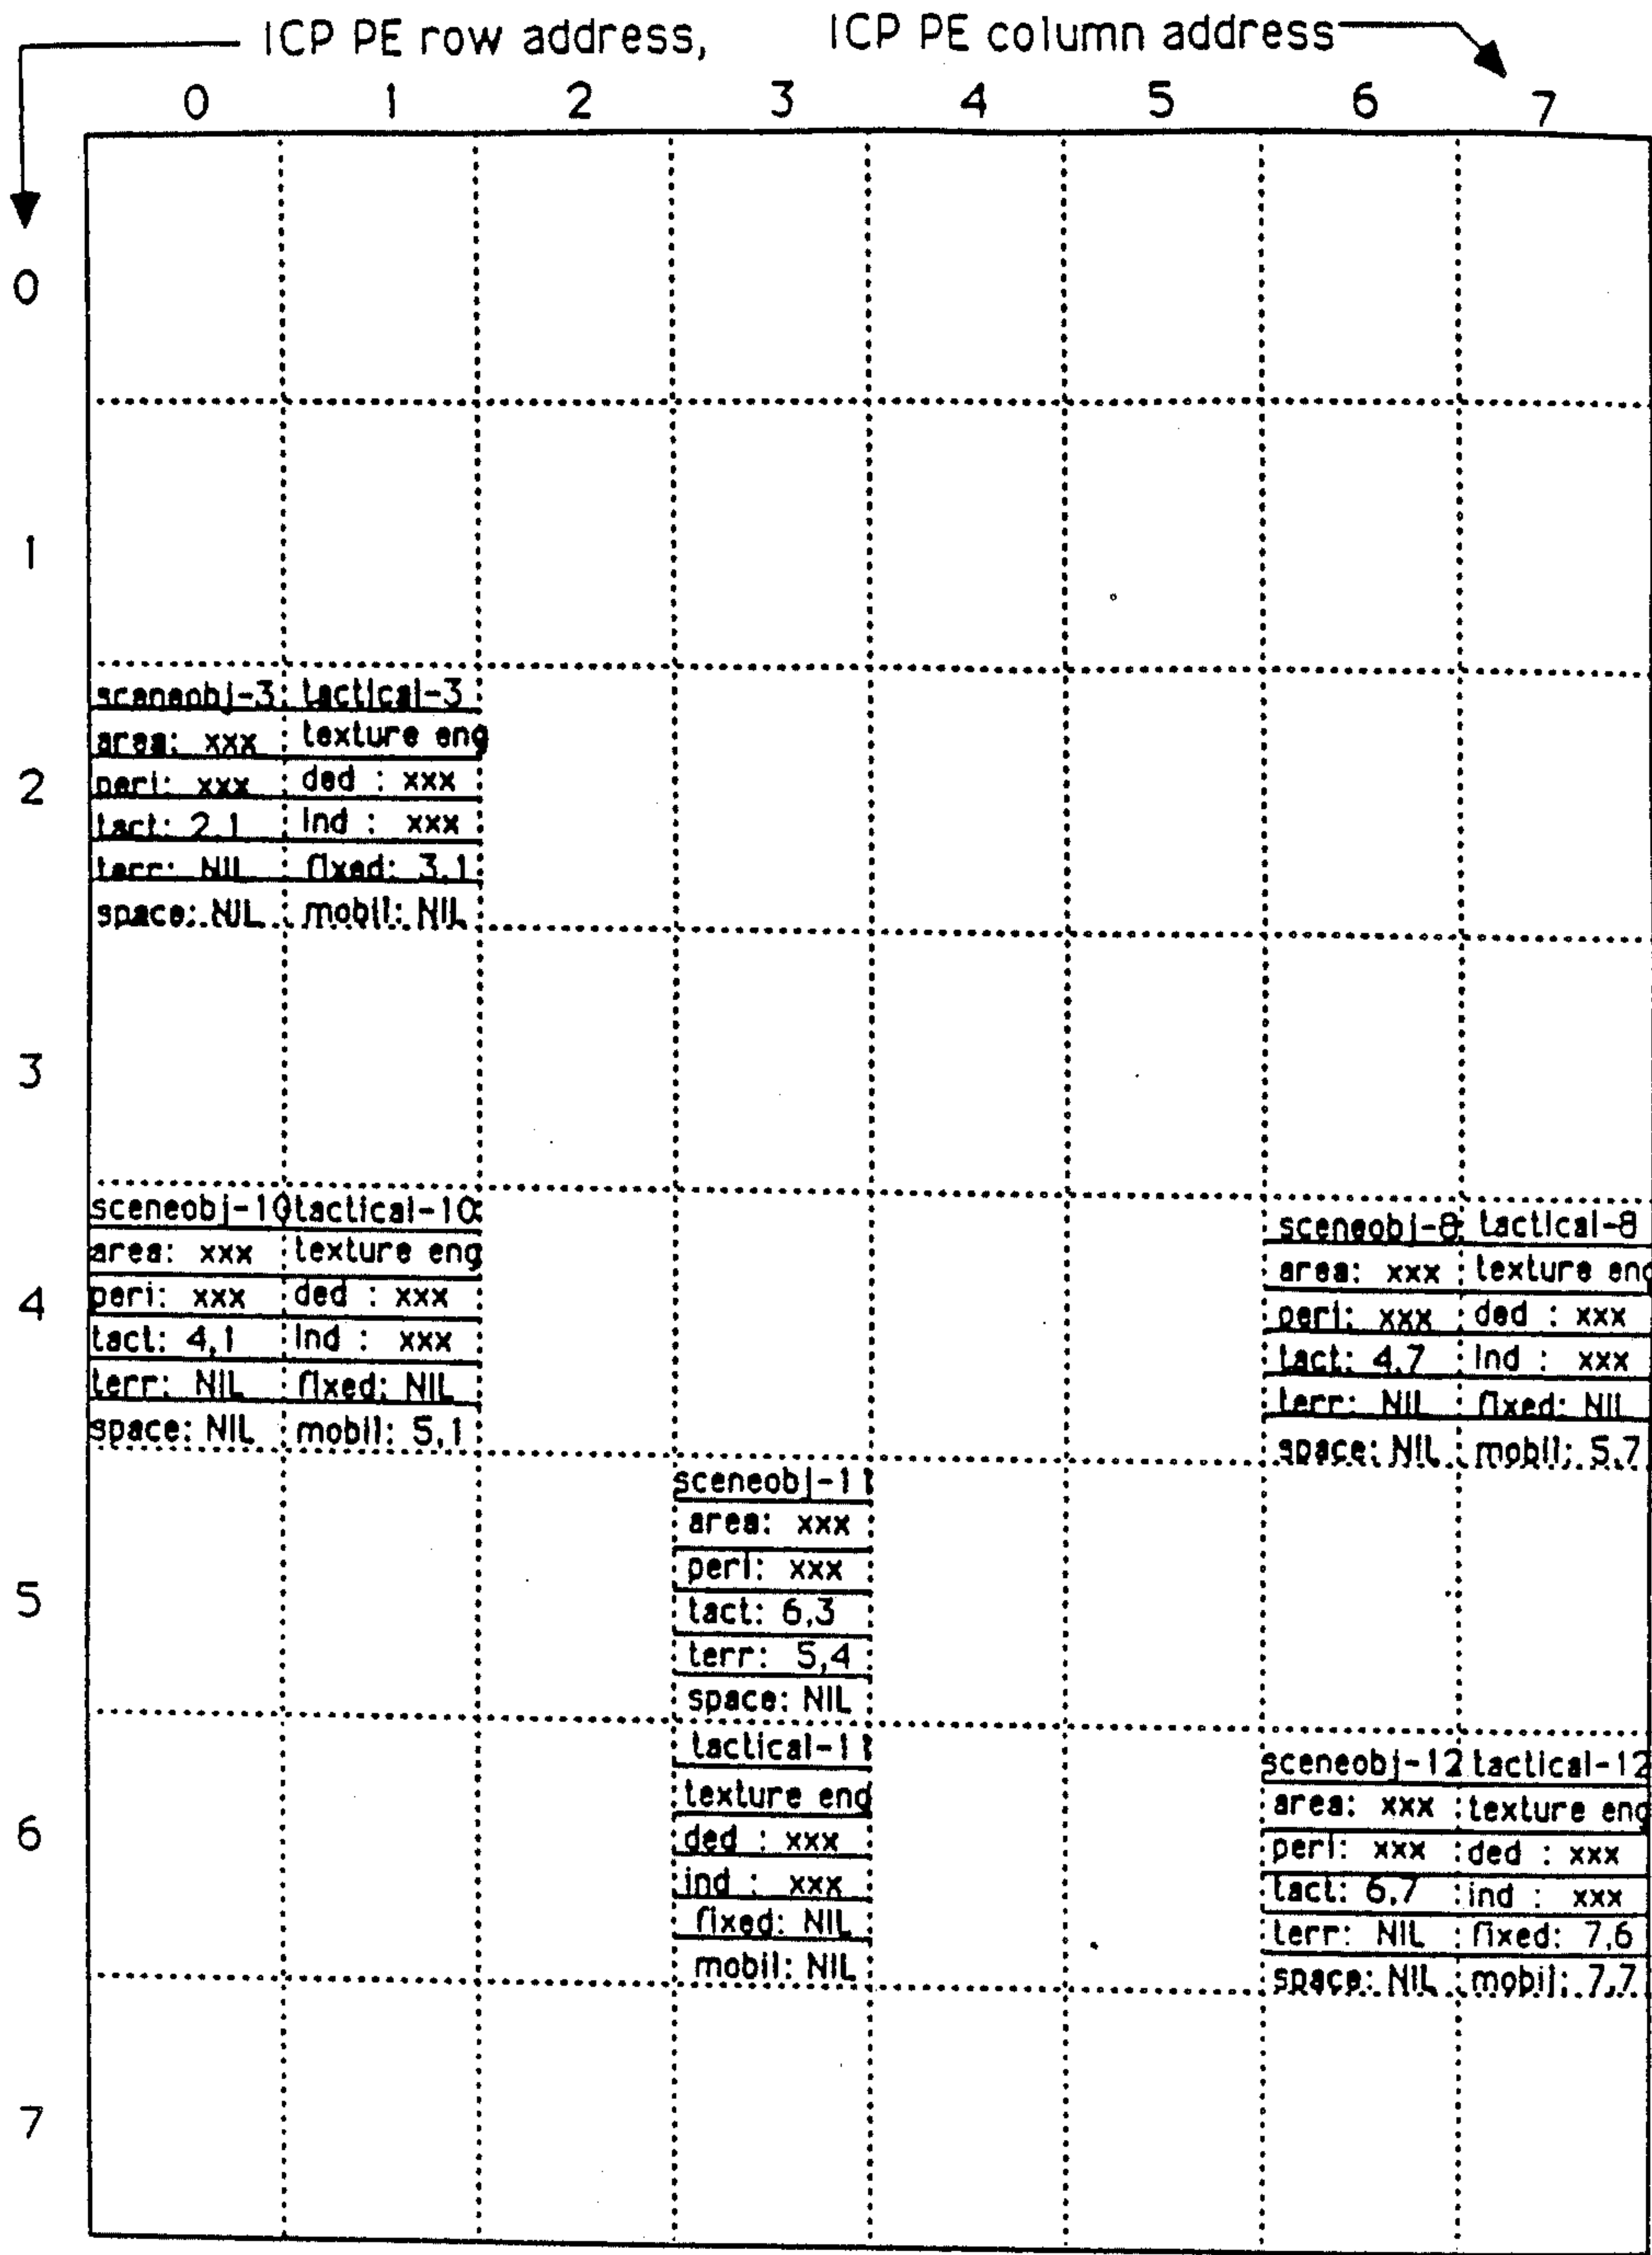 ICP PE row address, ICP PE column address
0 1 2 3 4 5 6 7
0
1
2
sceneobj-3 tactical-3
area: xxx texture eng
peri: xxx ded : xxx
tact: 2,1 ind : xxx
terr: NIL fixed: 3,1
space: NIL mobil: NIL
3
4
sceneobj-10 tactical-10
area: xxx texture eng
peri: xxx ded : xxx
tact: 4,1 ind : xxx
terr: NIL fixed: NIL
space: NIL mobil: 5,1
sceneobj-8 tactical-8
area: xxx texture eng
peri: xxx ded : xxx
tact: 4,7 ind : xxx
terr: NIL fixed: NIL
space: NIL mobil: 5,7
5
sceneobj-11
area: xxx
peri: xxx
tact: 6,3
terr: 5,4
space: NIL
6
tactical-11
texture eng
ded : xxx
ind : xxx
fixed: NIL
mobil: NIL
sceneobj-12 tactical-12
area: xxx texture eng
peri: xxx ded : xxx
tact: 6,7 ind : xxx
terr: NIL fixed: 7,6
space: NIL mobil: 7,7
7